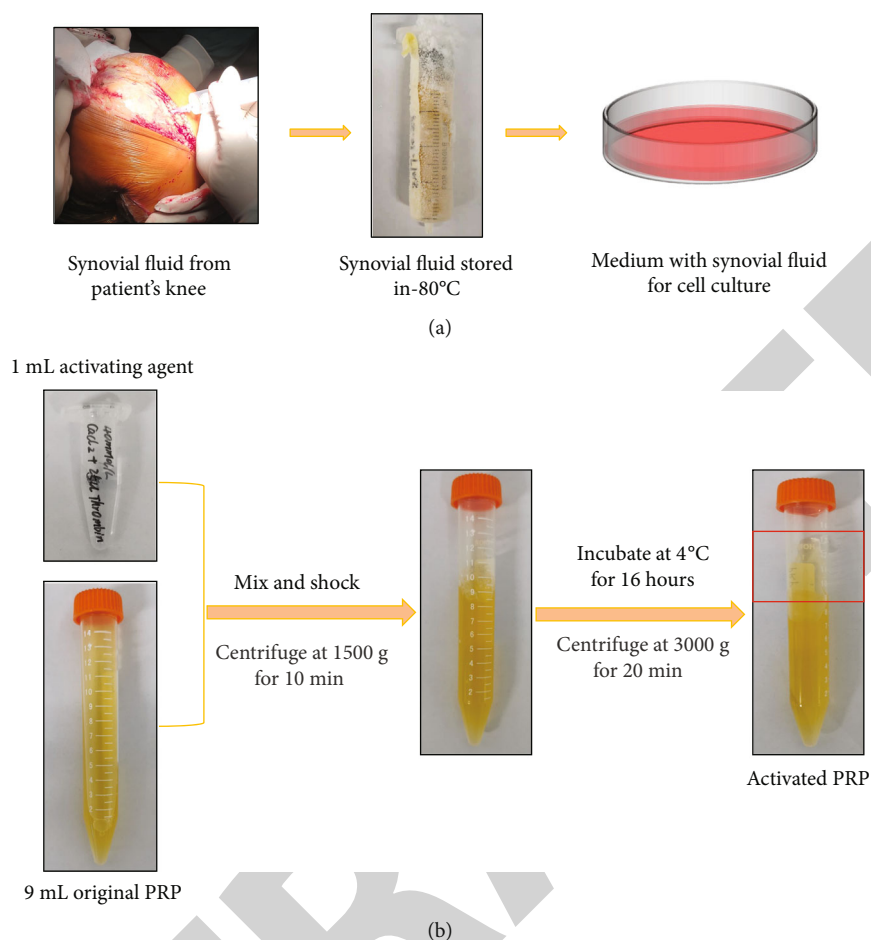 Synovial fluid from
patient's knee
Synovial fluid stored
in-80°C
Medium with synovial fluid
for cell culture
(a)
1 mL activating agent
CaCl2 + Thrombin
9 mL original PRP
Mix and shock
Centrifuge at 1500 g
for 10 min
Incubate at 4°C
for 16 hours
Centrifuge at 3000 g
for 20 min
Activated PRP
(b)